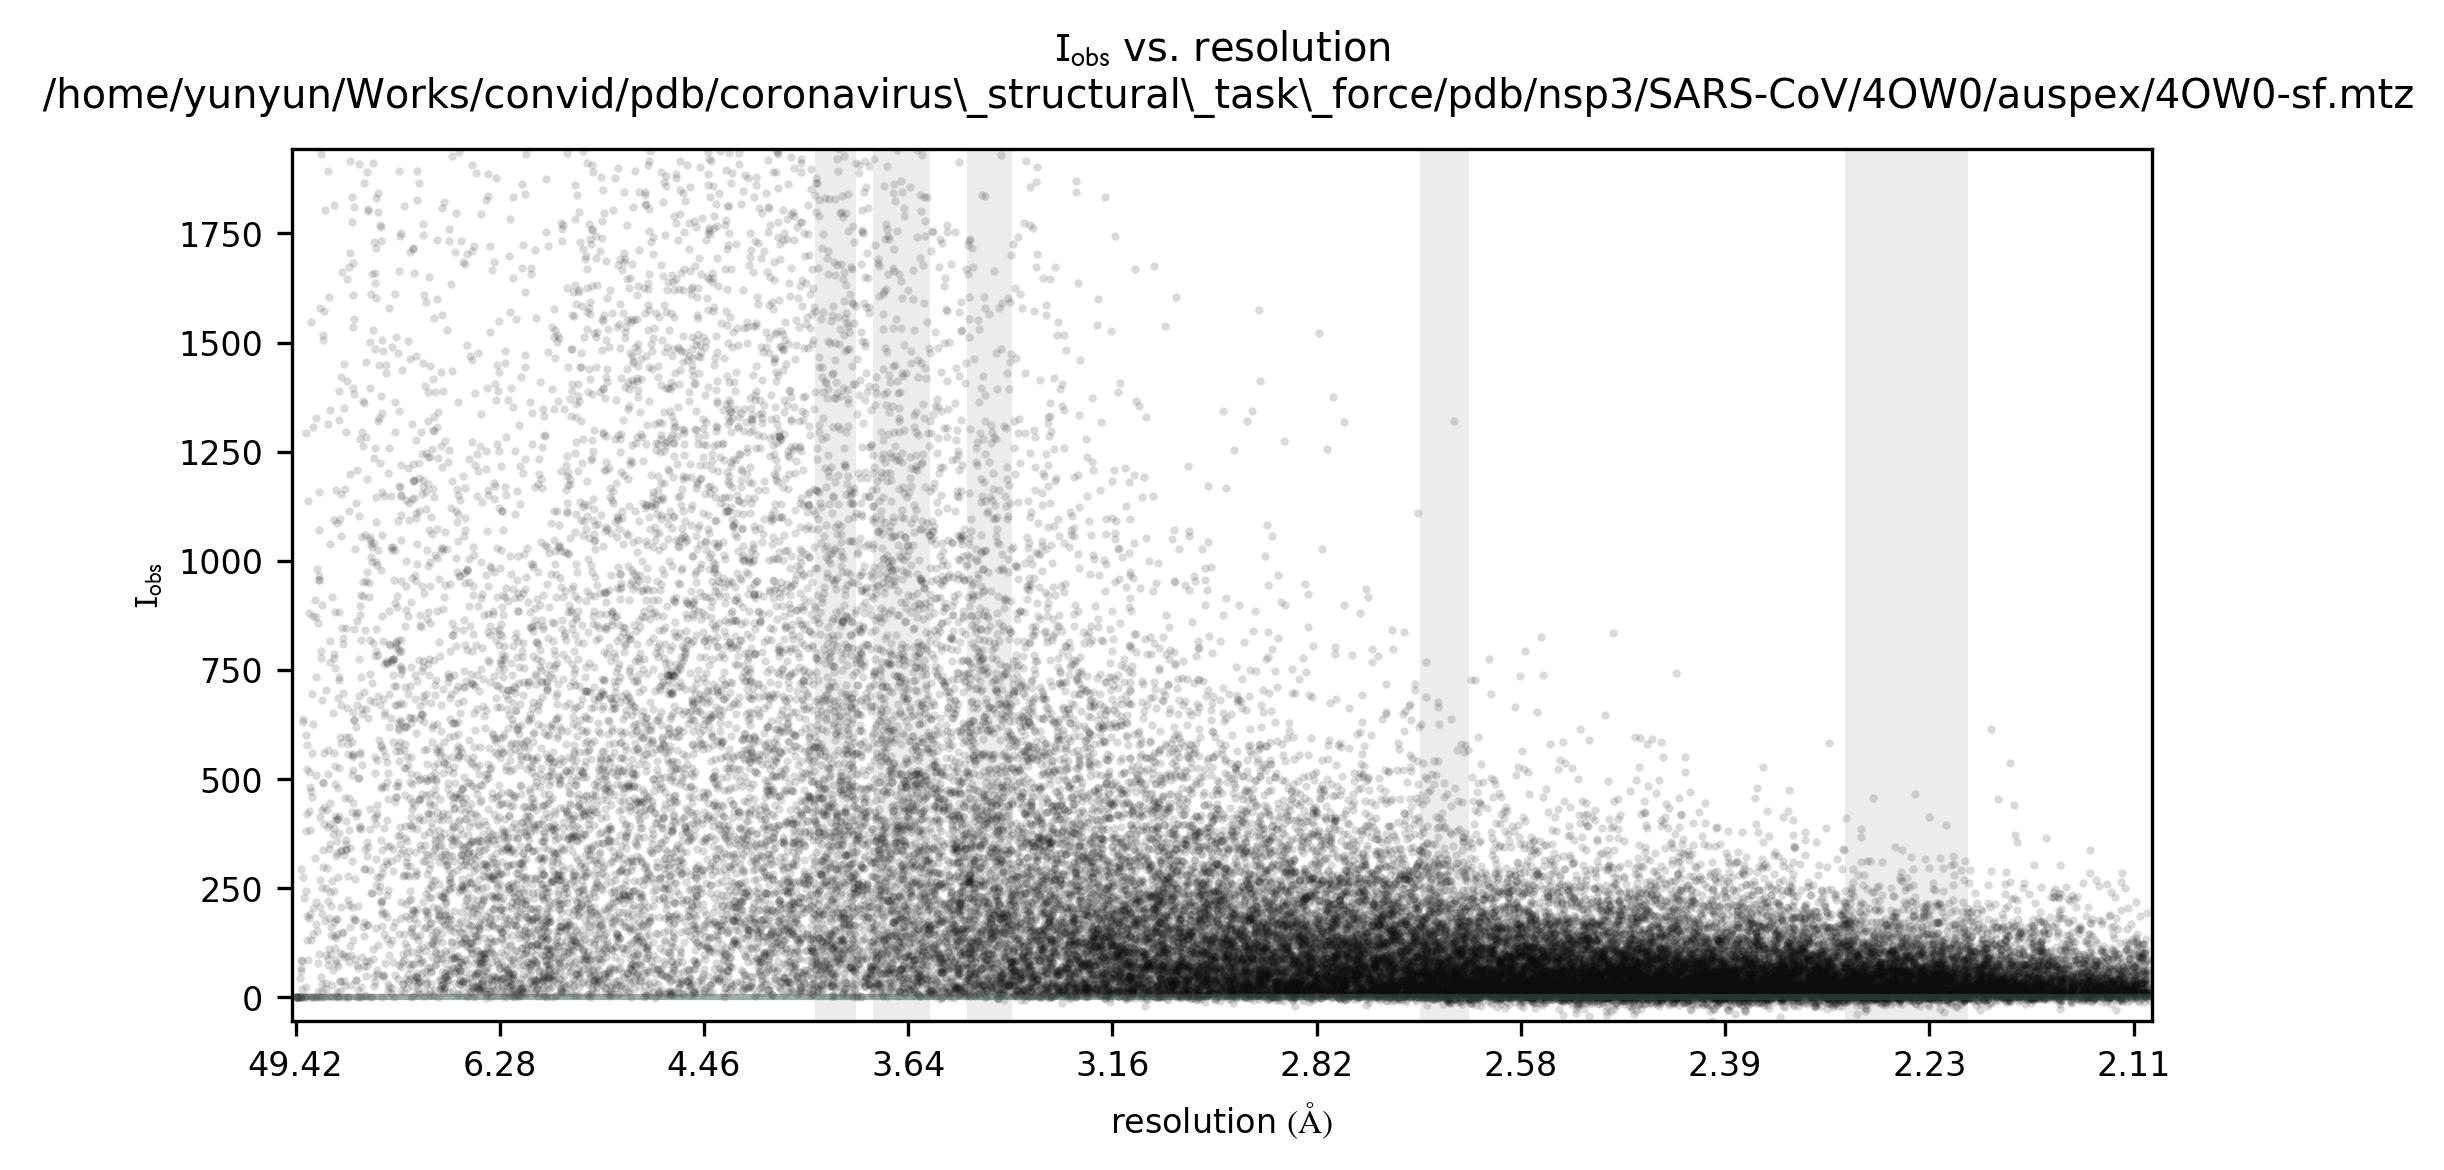 I_obs vs. resolution
/home/yunyun/Works/convid/pdb/coronavirus\_structural\_task\_force/pdb/nsp3/SARS-CoV/4OW0/auspex/4OW0-sf.mtz
1750
1500
1250
1000
750
500
250
0
I_obs
49.42 6.28 4.46 3.64 3.16 2.82 2.58 2.39 2.23 2.11
resolution (Å)